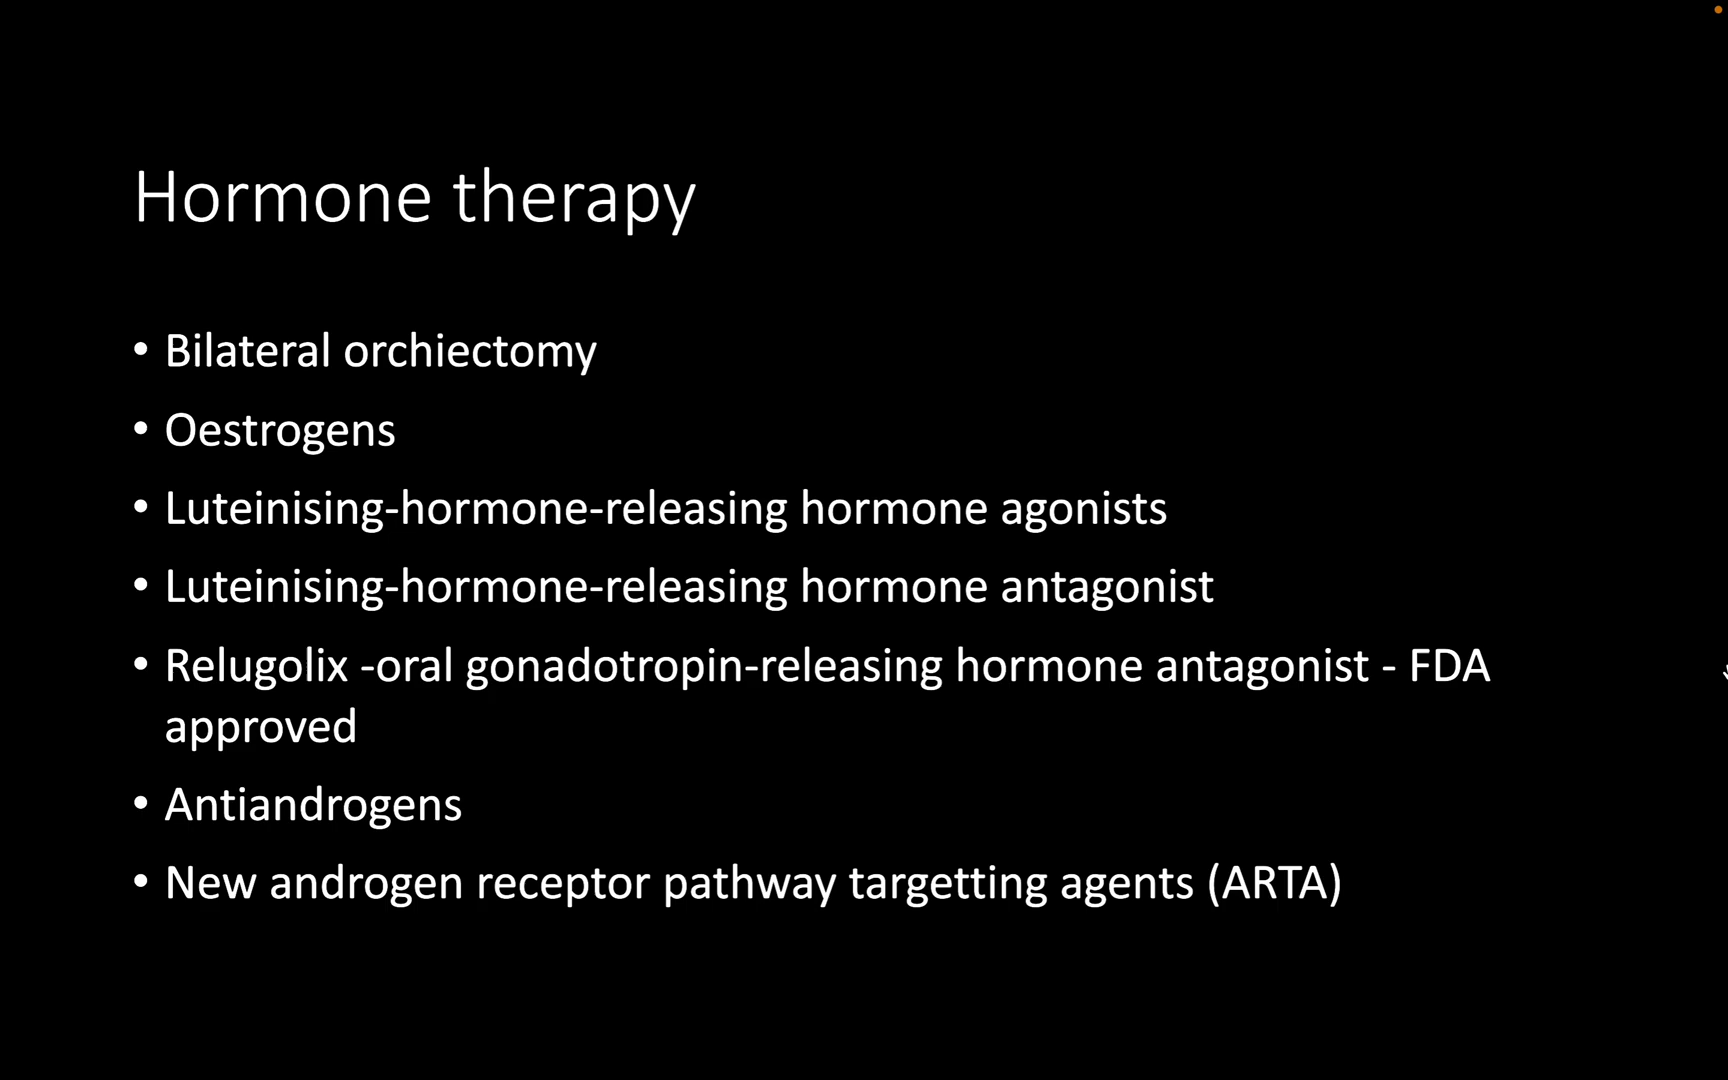 Hormone therapy
• Bilateral orchiectomy
• Oestrogens
• Luteinising-hormone-releasing hormone agonists
• Luteinising-hormone-releasing hormone antagonist
• Relugolix -oral gonadotropin-releasing hormone antagonist - FDA
approved
• Antiandrogens
• New androgen receptor pathway targetting agents (ARTA)